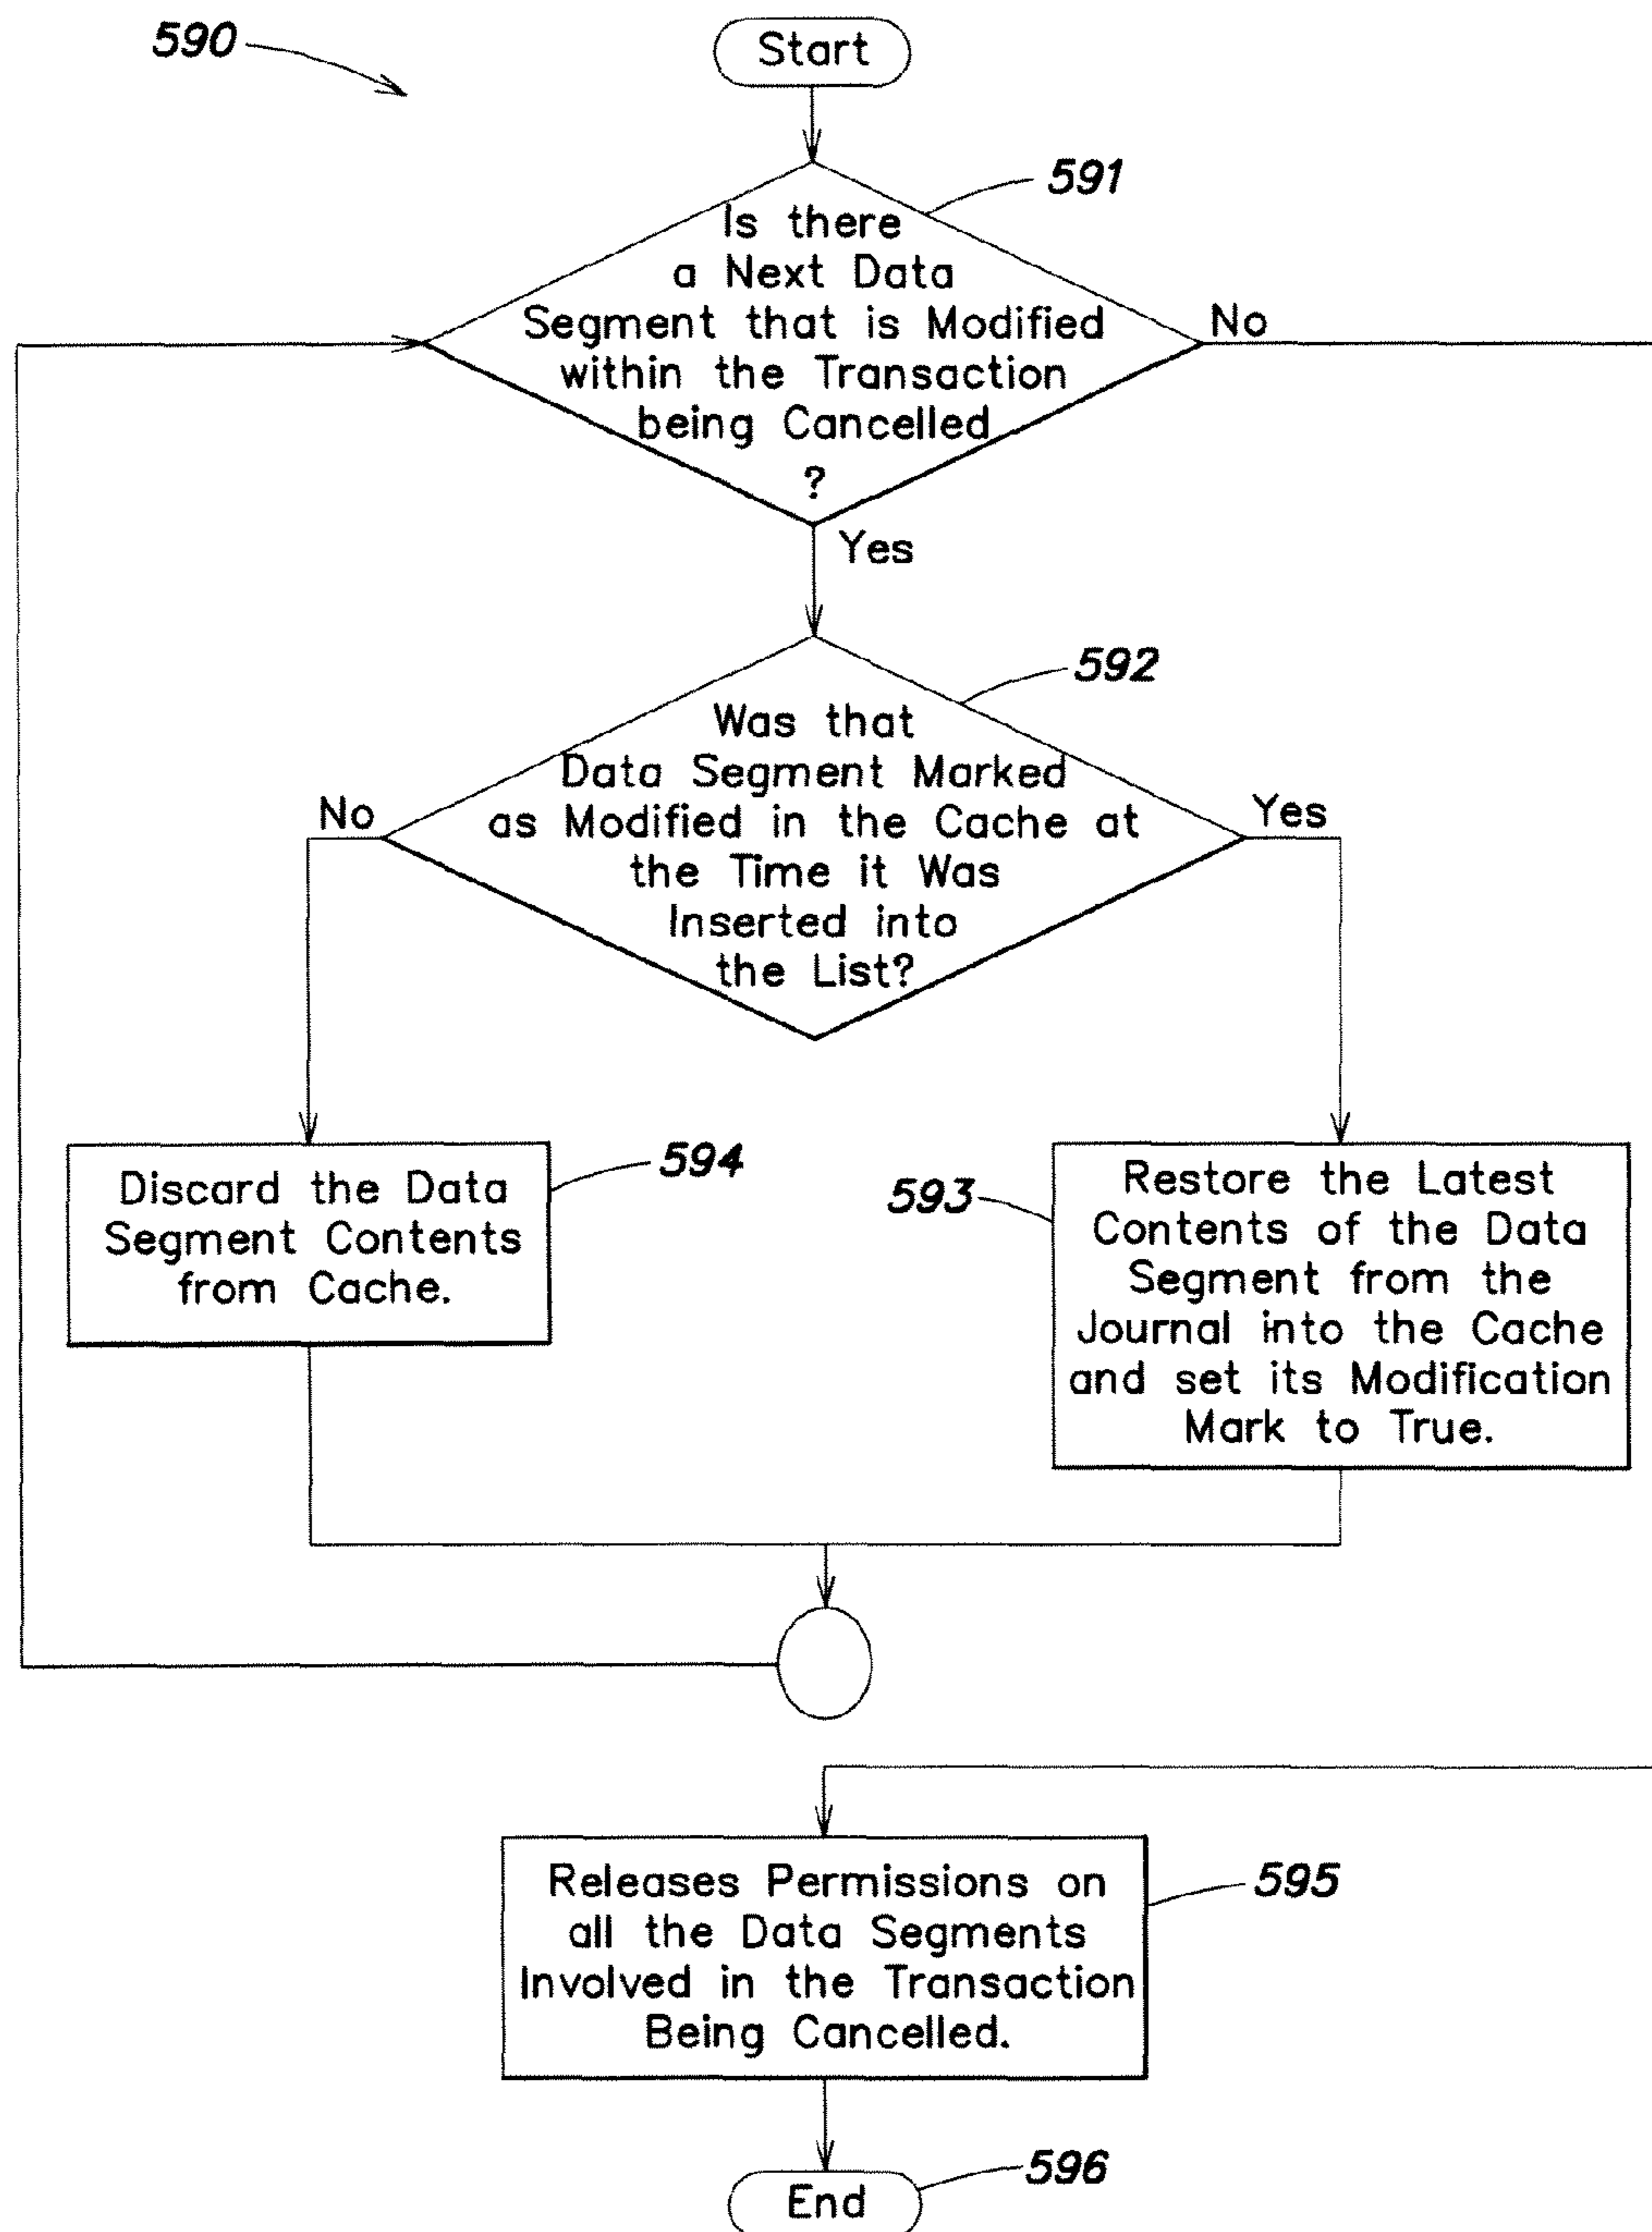 590
Start
591
Is there
a Next Data
Segment that is Modified
within the Transaction
being Cancelled
?
No
Yes
592
Was that
Data Segment Marked
as Modified in the Cache at
the Time it Was
Inserted into
the List?
No
Yes
594
Discard the Data
Segment Contents
from Cache.
593
Restore the Latest
Contents of the Data
Segment from the
Journal into the Cache
and set its Modification
Mark to True.
Releases Permissions on
all the Data Segments
Involved in the Transaction
Being Cancelled.
595
596
End